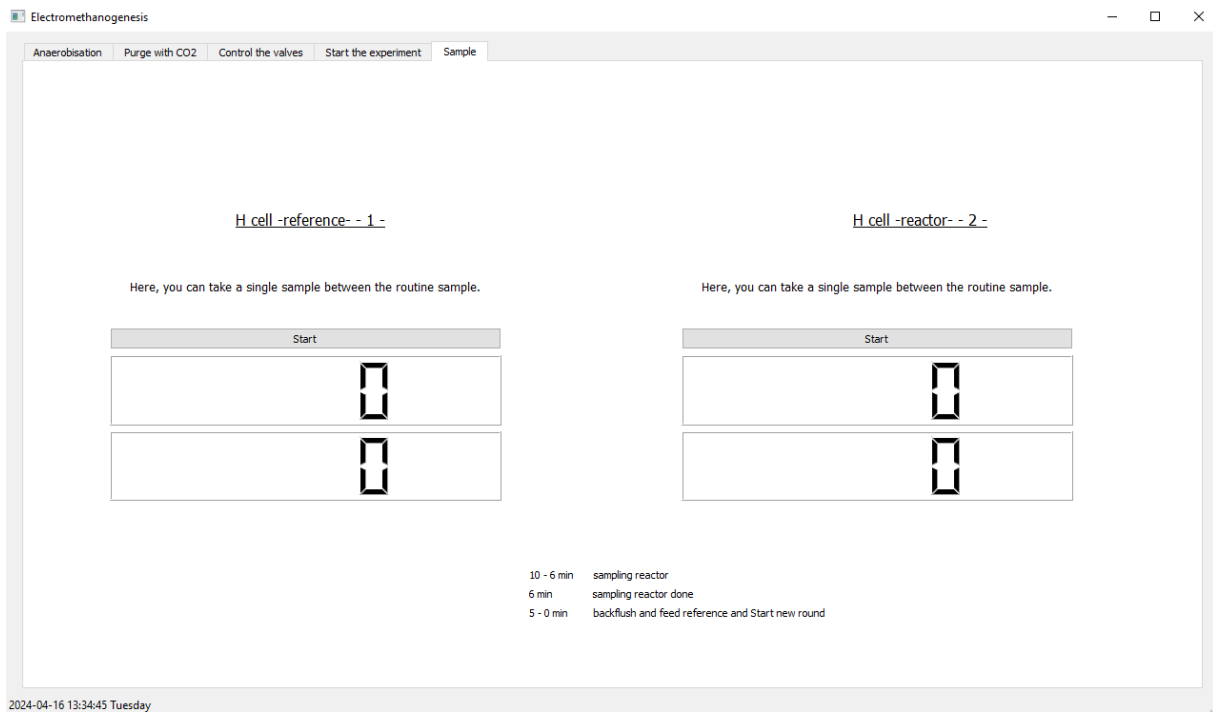 Electromethanogenesis
Anaerobisation Purge with CO2 Control the valves Start the experiment Sample
H cell -reference- - 1 - H cell -reactor- - 2 -
Here, you can take a single sample between the routine sample. Here, you can take a single sample between the routine sample.
Start Start
0 0
0 0
10 - 6 min sampling reactor
6 min sampling reactor done
5 - 0 min backflush and feed reference and Start new round
2024-04-16 13:34:45 Tuesday